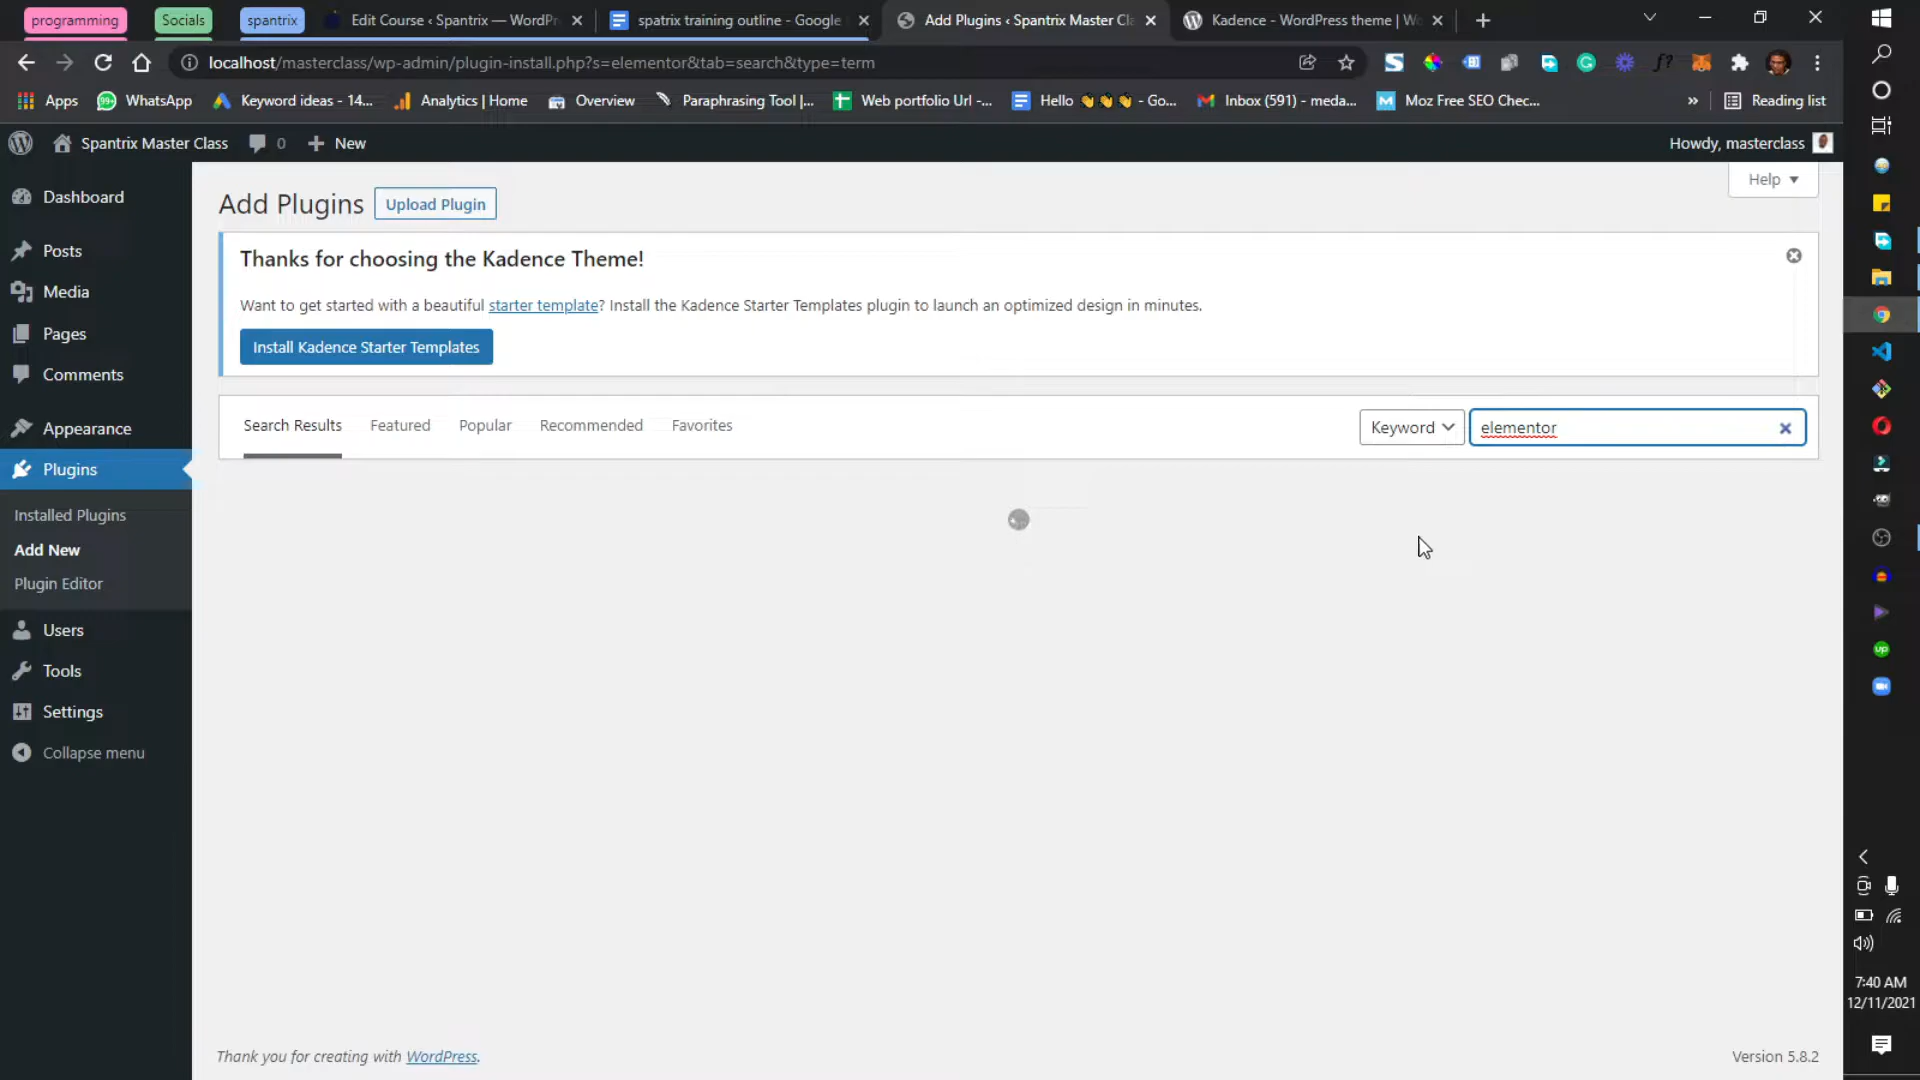 programming
Socials
spantrix
Edit Course ‹ Spantrix — WordPr
spatrix training outline - Google
Add Plugins ‹ Spantrix Master Cl
Kadence - WordPress theme | W
localhost/masterclass/wp-admin/plugin-install.php?s=elementor&tab=search&type=term
Apps
99+
WhatsApp
Keyword ideas - 14...
Analytics | Home
Overview
Paraphrasing Tool |...
Web portfolio Url -...
Hello 👋👋👋 - Go...
Inbox (591) - meda...
Moz Free SEO Chec...
»
Reading list
Spantrix Master Class
0
New
Howdy, masterclass
Help
Dashboard
Posts
Media
Pages
Comments
Appearance
Plugins
Installed Plugins
Add New
Plugin Editor
Users
Tools
Settings
Collapse menu
Add Plugins
Upload Plugin
Thanks for choosing the Kadence Theme!
Want to get started with a beautiful starter template? Install the Kadence Starter Templates plugin to launch an optimized design in minutes.
Install Kadence Starter Templates
Search Results
Featured
Popular
Recommended
Favorites
Keyword
elementor
Thank you for creating with WordPress.
Version 5.8.2
7:40 AM
12/11/2021